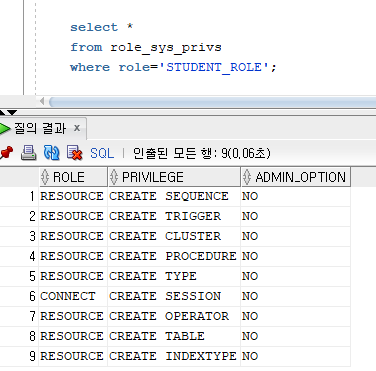 select *
from role_sys_privs
where role='STUDENT_ROLE';
질의 결과 x
SQL | 인출된 모든 행: 9(0,06초)
ROLE PRIVILEGE ADMIN_OPTION
1 RESOURCE CREATE SEQUENCE NO
2 RESOURCE CREATE TRIGGER NO
3 RESOURCE CREATE CLUSTER NO
4 RESOURCE CREATE PROCEDURE NO
5 RESOURCE CREATE TYPE NO
6 CONNECT CREATE SESSION NO
7 RESOURCE CREATE OPERATOR NO
8 RESOURCE CREATE TABLE NO
9 RESOURCE CREATE INDEXTYPE NO